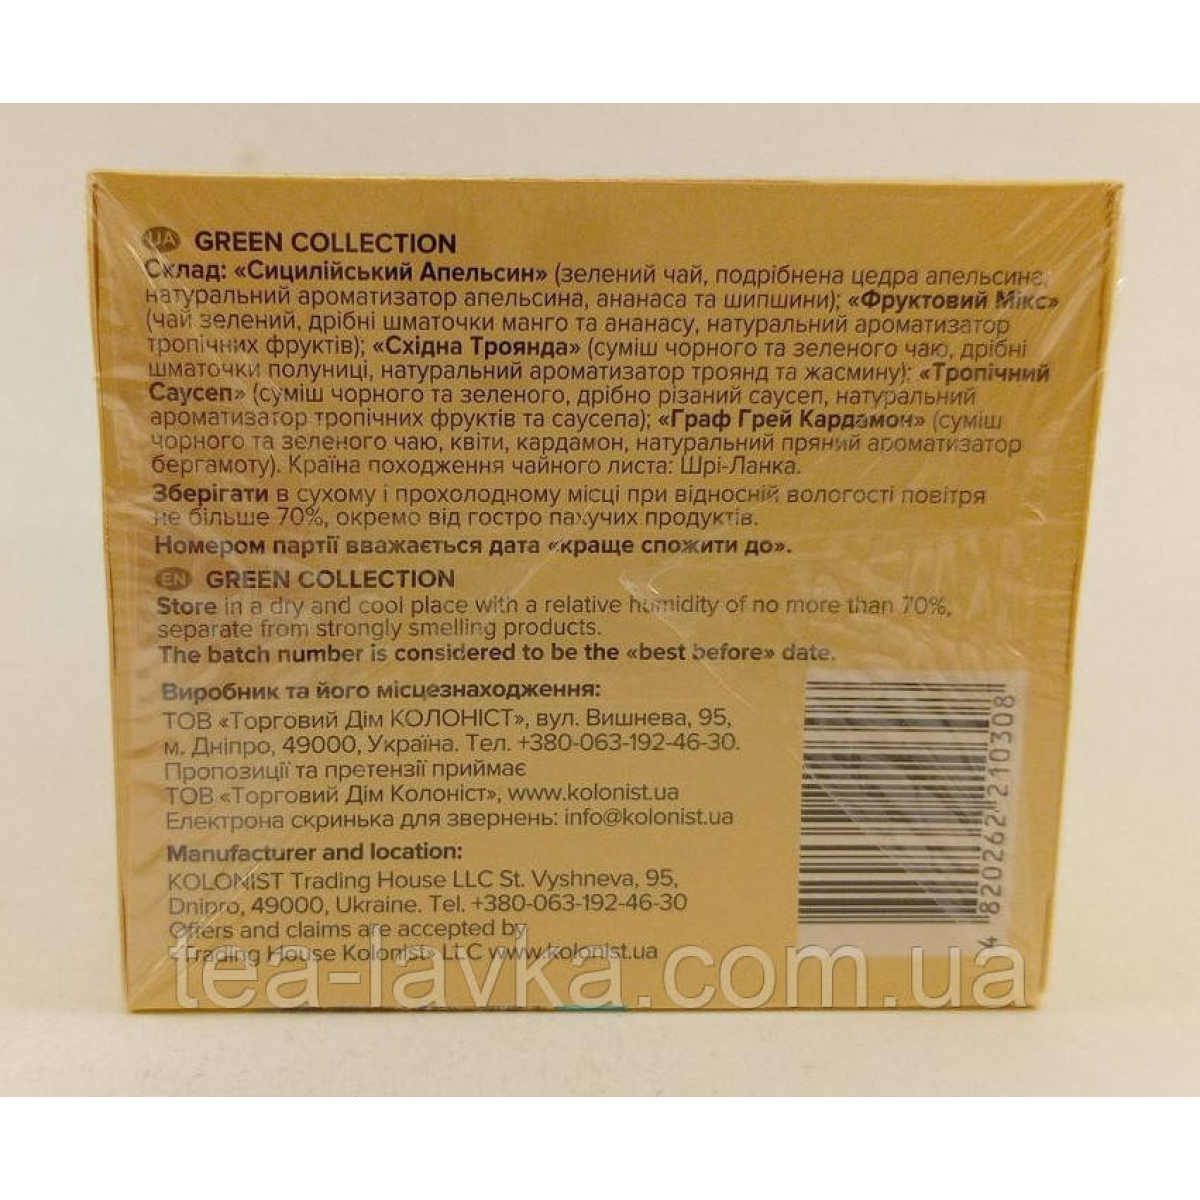 UA GREEN COLLECTION
Склад: «Сицилійський Апельсин» (зелений чай, подрібнена цедра апельсина,
натуральний ароматизатор апельсина, ананаса та шипшини); «Фруктовий Мікс»
(чай зелений, дрібні шматочки манго та ананасу, натуральний ароматизатор
тропічних фруктів); «Східна Троянда» (суміш чорного та зеленого чаю, дрібні
шматочки полуниці, натуральний ароматизатор троянд та жасмину); «Тропічний
Саусеп» (суміш чорного та зеленого, дрібно різаний саусеп, натуральний
ароматизатор тропічних фруктів та саусепа); «Граф Грей Кардамон» (суміш
чорного та зеленого чаю, квіти, кардамон, натуральний пряний ароматизатор
бергамоту). Країна походження чайного листа: Шрі-Ланка.
Зберігати в сухому і прохолодному місці при відносній вологості повітря
не більше 70%, окремо від гостро пахучих продуктів.
Номером партії вважається дата «краще спожити до».
EN GREEN COLLECTION
Store in a dry and cool place with a relative humidity of no more than 70%,
separate from strongly smelling products.
The batch number is considered to be the «best before» date.
Виробник та його місцезнаходження:
ТОВ «Торговий Дім КОЛОНІСТ», вул. Вишнева, 95,
м. Дніпро, 49000, Україна. Тел. +380-063-192-46-30.
Пропозиції та претензії приймає
ТОВ «Торговий Дім Колоніст», www.kolonist.ua
Електрона скринька для звернень: info@kolonist.ua
Manufacturer and location:
KOLONIST Trading House LLC St. Vyshneva, 95,
Dnipro, 49000, Ukraine. Tel. +380-063-192-46-30
Offers and claims are accepted by
Trading House Kolonist» LLC www.kolonist.ua
4 820262 210308
tea-lavka.com.ua